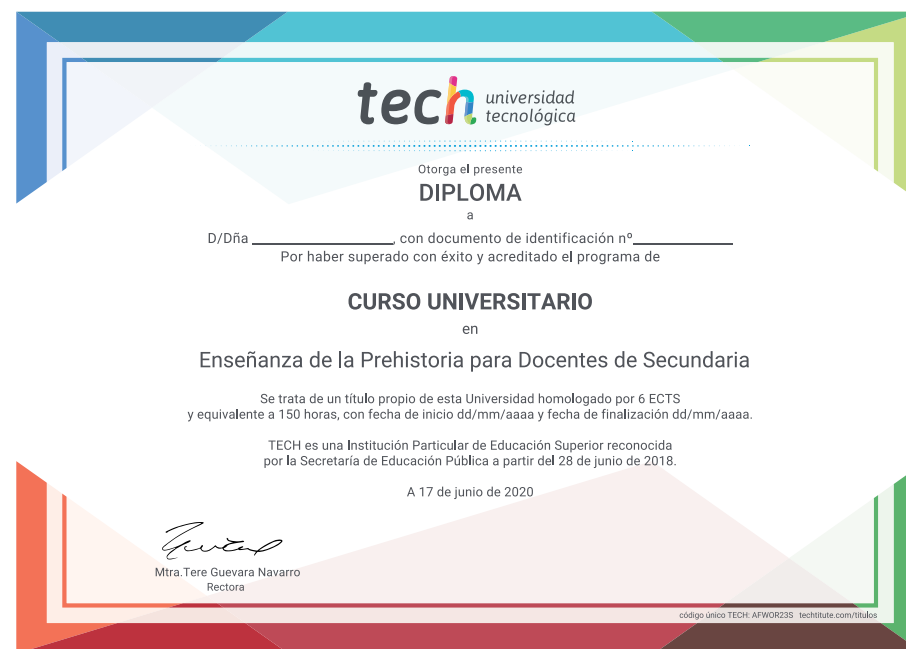 tech universidad
tecnológica
Otorga el presente
DIPLOMA
a
D/Dña ____________________, con documento de identificación nº______________
Por haber superado con éxito y acreditado el programa de
CURSO UNIVERSITARIO
en
Enseñanza de la Prehistoria para Docentes de Secundaria
Se trata de un título propio de esta Universidad homologado por 6 ECTS
y equivalente a 150 horas, con fecha de inicio dd/mm/aaaa y fecha de finalización dd/mm/aaaa.
TECH es una Institución Particular de Educación Superior reconocida
por la Secretaría de Educación Pública a partir del 28 de junio de 2018.
A 17 de junio de 2020
Mtra.Tere Guevara Navarro
Rectora
código único TECH: AFWOR23S techtitute.com/titulos